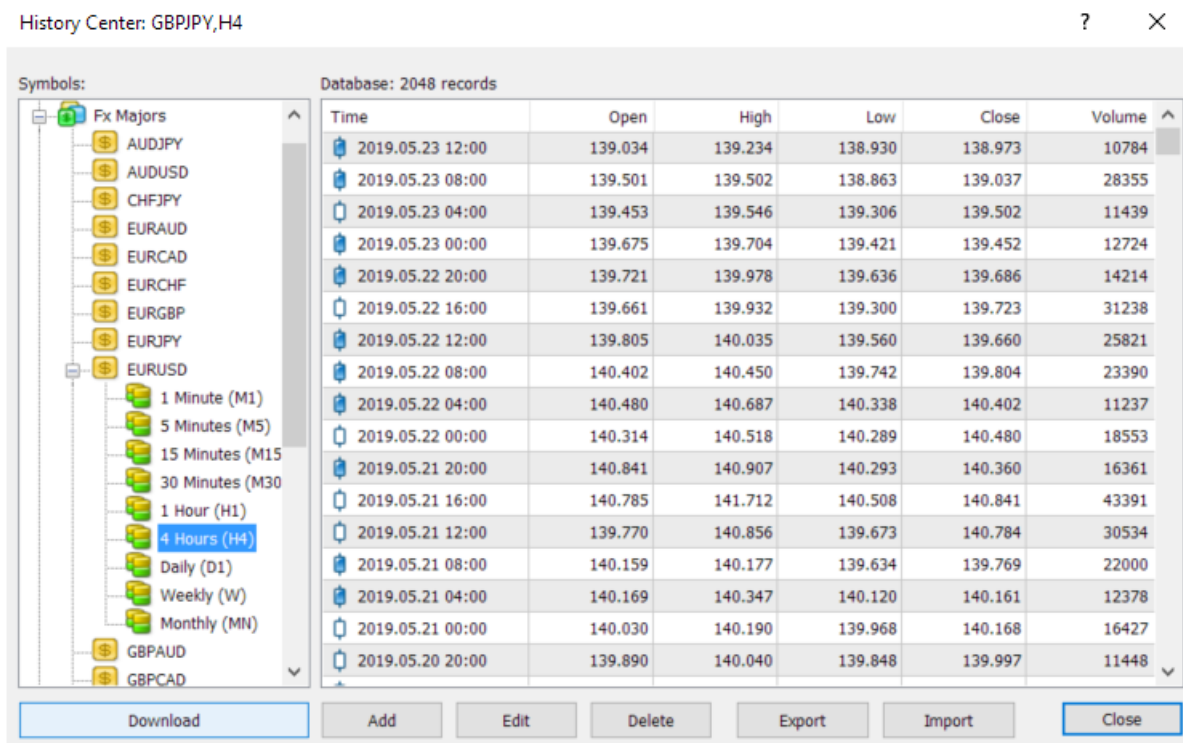 History Center: GBPJPY,H4 ? ×
Symbols:
Fx Majors
AUDJPY
AUDUSD
CHFJPY
EURAUD
EURCAD
EURCHF
EURGBP
EURJPY
EURUSD
1 Minute (M1)
5 Minutes (M5)
15 Minutes (M15
30 Minutes (M30
1 Hour (H1)
4 Hours (H4)
Daily (D1)
Weekly (W)
Monthly (MN)
GBPAUD
GBPCAD
Database: 2048 records
Time Open High Low Close Volume
2019.05.23 12:00 139.034 139.234 138.930 138.973 10784
2019.05.23 08:00 139.501 139.502 138.863 139.037 28355
2019.05.23 04:00 139.453 139.546 139.306 139.502 11439
2019.05.23 00:00 139.675 139.704 139.421 139.452 12724
2019.05.22 20:00 139.721 139.978 139.636 139.686 14214
2019.05.22 16:00 139.661 139.932 139.300 139.723 31238
2019.05.22 12:00 139.805 140.035 139.560 139.660 25821
2019.05.22 08:00 140.402 140.450 139.742 139.804 23390
2019.05.22 04:00 140.480 140.687 140.338 140.402 11237
2019.05.22 00:00 140.314 140.518 140.289 140.480 18553
2019.05.21 20:00 140.841 140.907 140.293 140.360 16361
2019.05.21 16:00 140.785 141.712 140.508 140.841 43391
2019.05.21 12:00 139.770 140.856 139.673 140.784 30534
2019.05.21 08:00 140.159 140.177 139.634 139.769 22000
2019.05.21 04:00 140.169 140.347 140.120 140.161 12378
2019.05.21 00:00 140.030 140.190 139.968 140.168 16427
2019.05.20 20:00 139.890 140.040 139.848 139.997 11448
Download Add Edit Delete Export Import Close